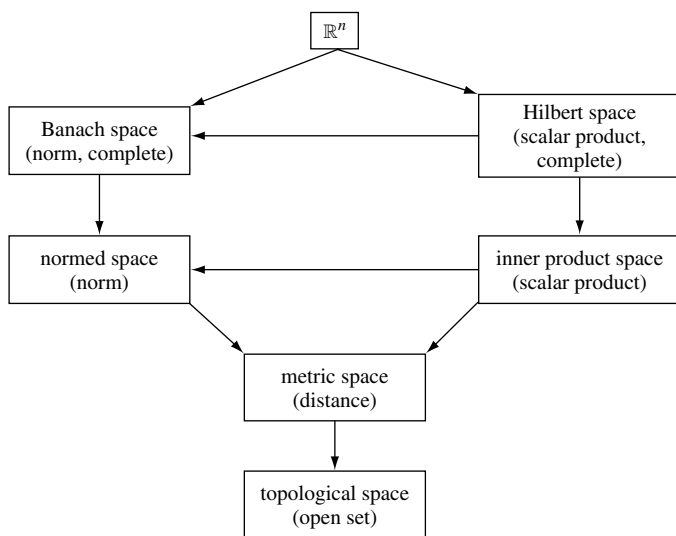 ℝⁿ
Banach space
(norm, complete)
Hilbert space
(scalar product,
complete)
normed space
(norm)
inner product space
(scalar product)
metric space
(distance)
topological space
(open set)